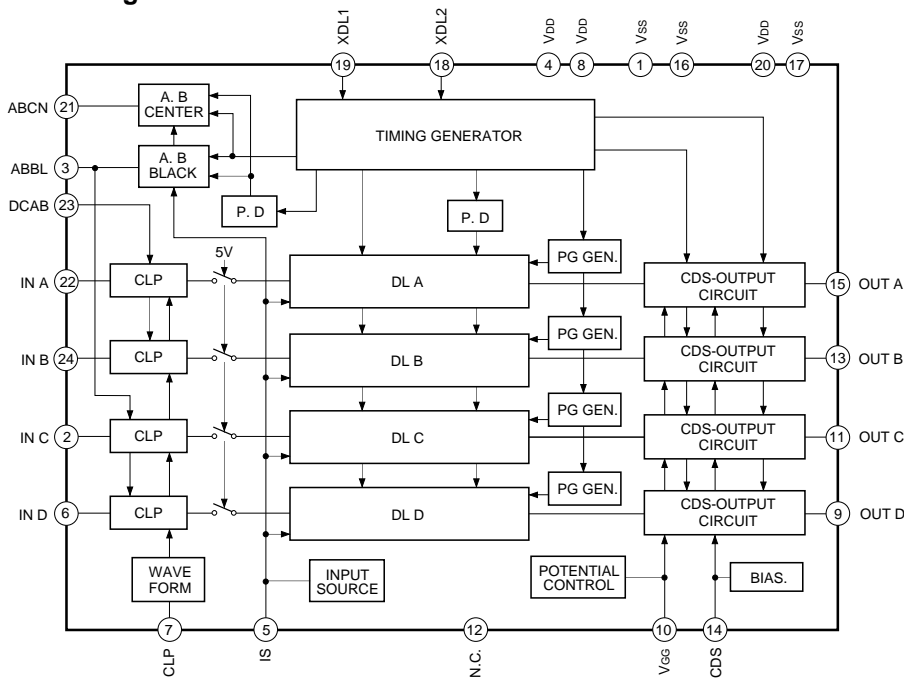 g
XDL1
XDL2
VDD
VDD
VSS
VSS
VDD
VSS
19
18
4
8
1
16
20
17
ABCN
21
A. B
CENTER
TIMING GENERATOR
ABBL
3
A. B
BLACK
DCAB
23
P. D
P. D
5V
PG GEN.
IN A
22
CLP
DL A
CDS-OUTPUT
CIRCUIT
15
OUT A
PG GEN.
IN B
24
CLP
DL B
CDS-OUTPUT
CIRCUIT
13
OUT B
PG GEN.
IN C
2
CLP
DL C
CDS-OUTPUT
CIRCUIT
11
OUT C
PG GEN.
IN D
6
CLP
DL D
CDS-OUTPUT
CIRCUIT
9
OUT D
WAVE
FORM
INPUT
SOURCE
POTENTIAL
CONTROL
BIAS.
7
5
12
10
14
CLP
IS
N.C.
VGG
CDS